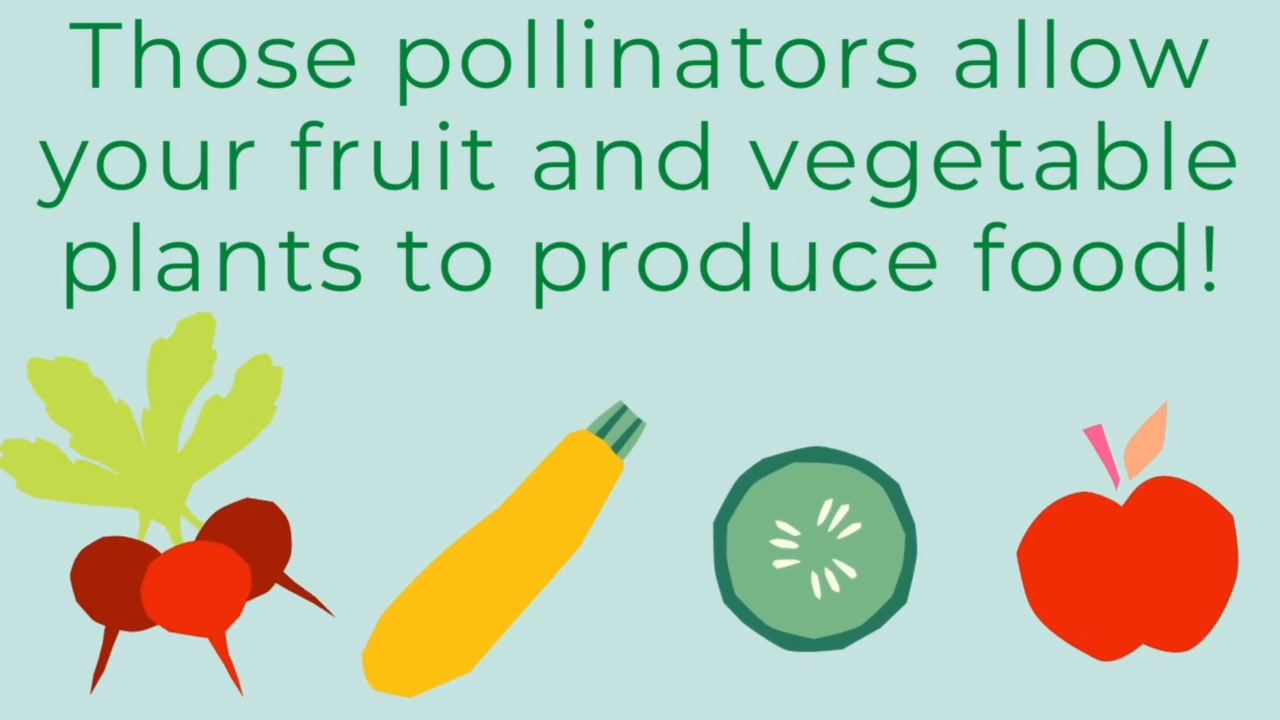 Those pollinators allow
your fruit and vegetable
plants to produce food!